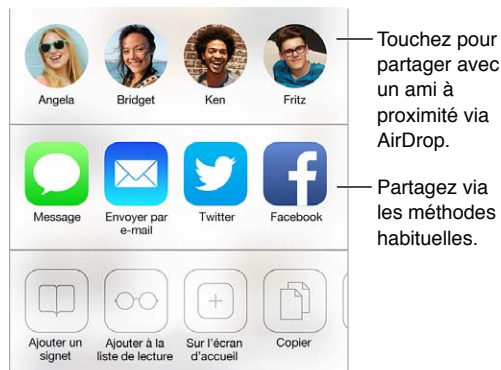 Angela Bridget Ken Fritz
Touchez pour
partager avec
un ami à
proximité via
AirDrop.
Message Envoyer par
e-mail Twitter Facebook
Partagez via
les méthodes
habituelles.
Ajouter un
signet Ajouter à la
liste de lecture Sur l'écran
d'accueil Copier